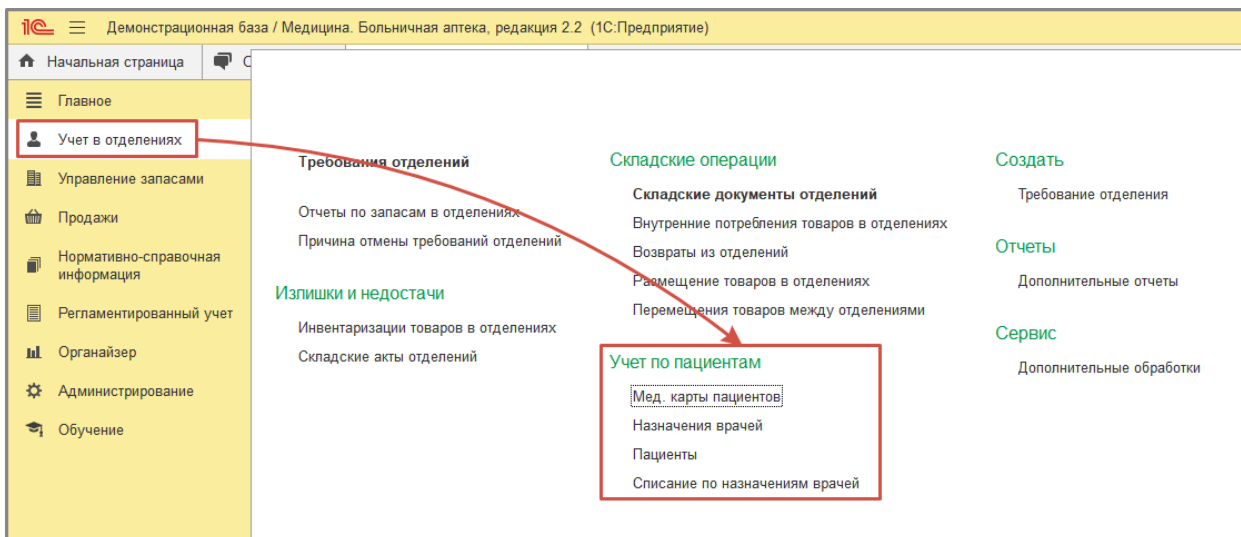 1С Демонстрационная база / Медицина. Больничная аптека, редакция 2.2 (1С:Предприятие)
Начальная страница
Главное
Учет в отделениях
Управление запасами
Продажи
Нормативно-справочная
информация
Регламентированный учет
Органайзер
Администрирование
Обучение
Требования отделений
Отчеты по запасам в отделениях
Причина отмены требований отделений
Излишки и недостачи
Инвентаризации товаров в отделениях
Складские акты отделений
Складские операции
Складские документы отделений
Внутренние потребления товаров в отделениях
Возвраты из отделений
Размещение товаров в отделениях
Перемещения товаров между отделениями
Учет по пациентам
Мед. карты пациентов
Назначения врачей
Пациенты
Списание по назначениям врачей
Создать
Требование отделения
Отчеты
Дополнительные отчеты
Сервис
Дополнительные обработки